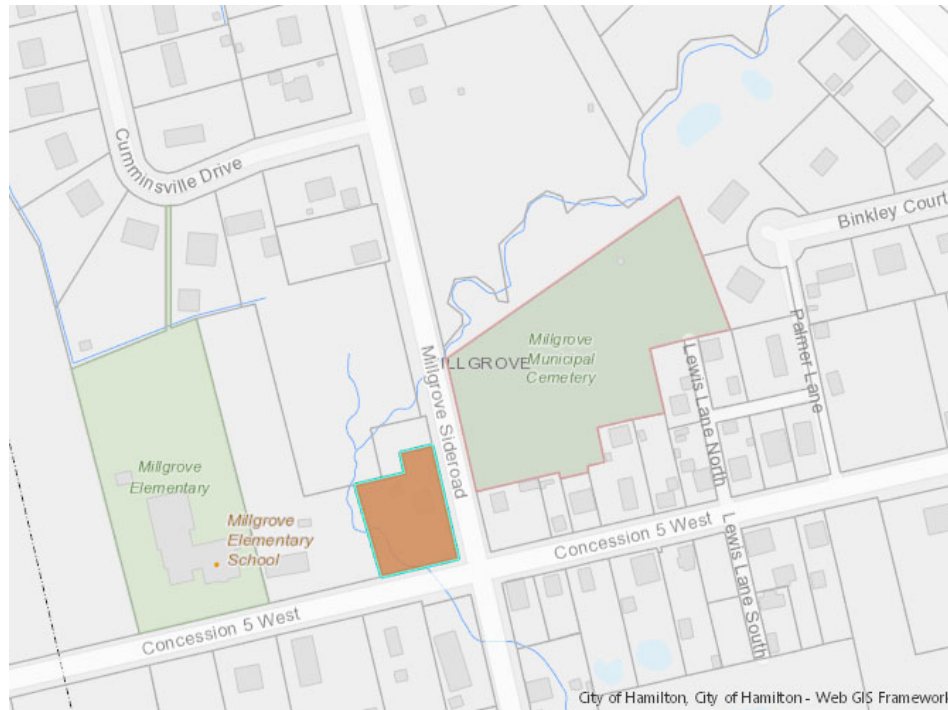 Cumminsville Drive
Binkley Court
Palmer Lane
Millgrove
Municipal
Cemetery
ILLGROVE
Millgrove Sideroad
Lewis Lane North
Millgrove
Elementary
Millgrove
Elementary
School
Concession 5 West
Lewis Lane South
Concession 5 West
City of Hamilton, City of Hamilton - Web GIS Framework